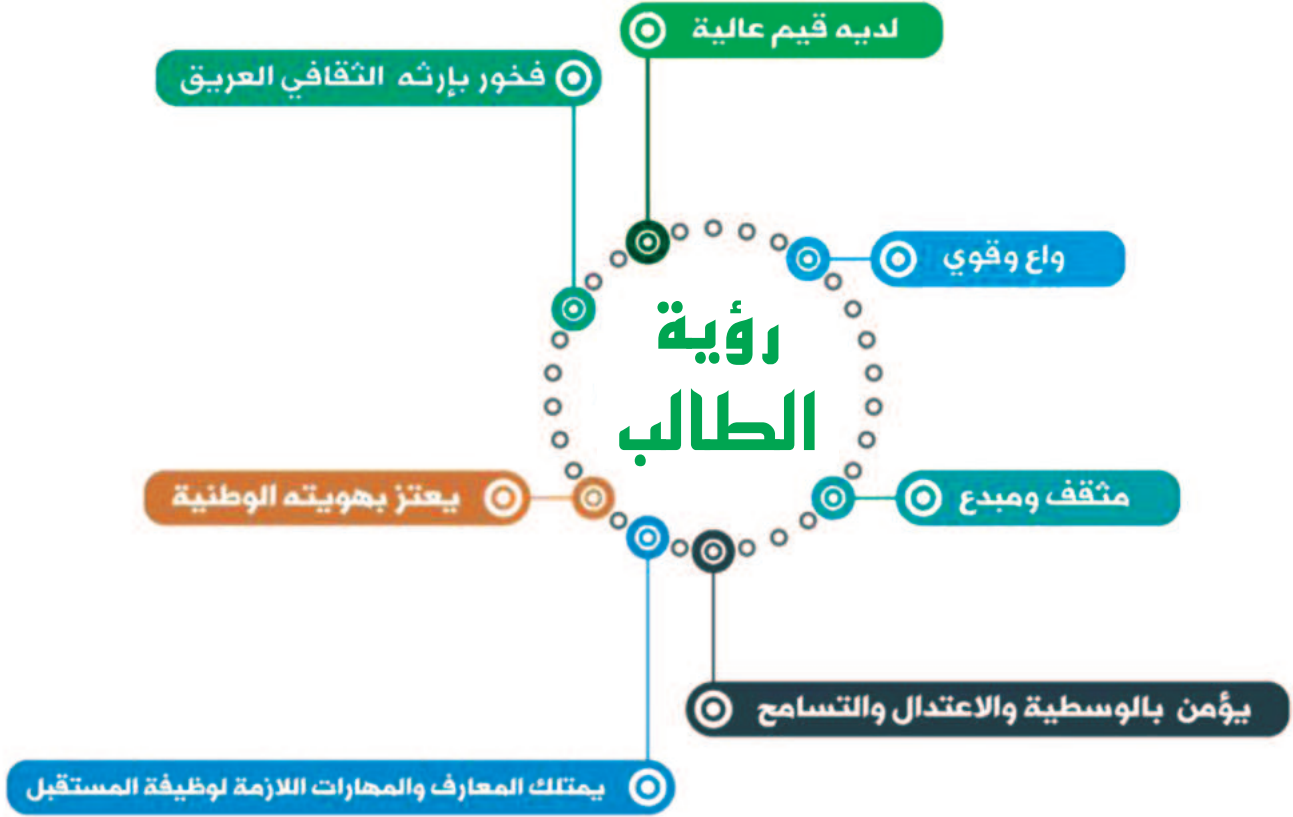 لديه قيم عالية
فخور بإرثه الثقافي العريق
واع وقوي
رؤية
الطالب
يعتز بهويته الوطنية
مثقف ومبدع
يؤمن بالوسطية والاعتدال والتسامح
يمتلك المعارف والمهارات اللازمة لوظيفة المستقبل